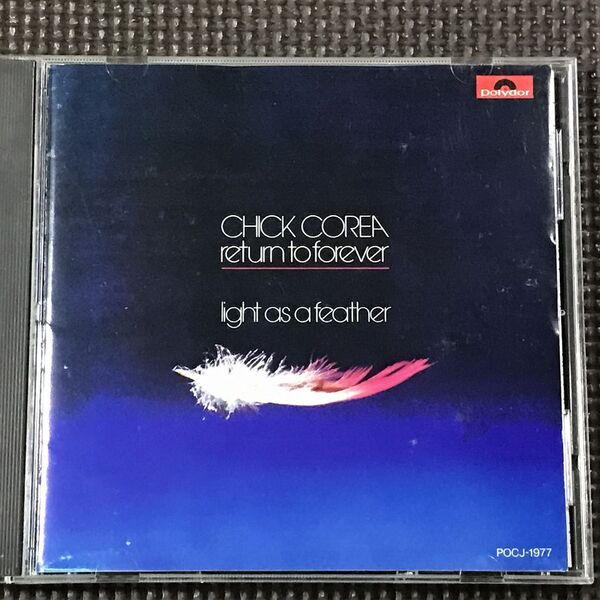 Polydor
CHICK COREA
return to forever
light as a feather
POCJ-1977